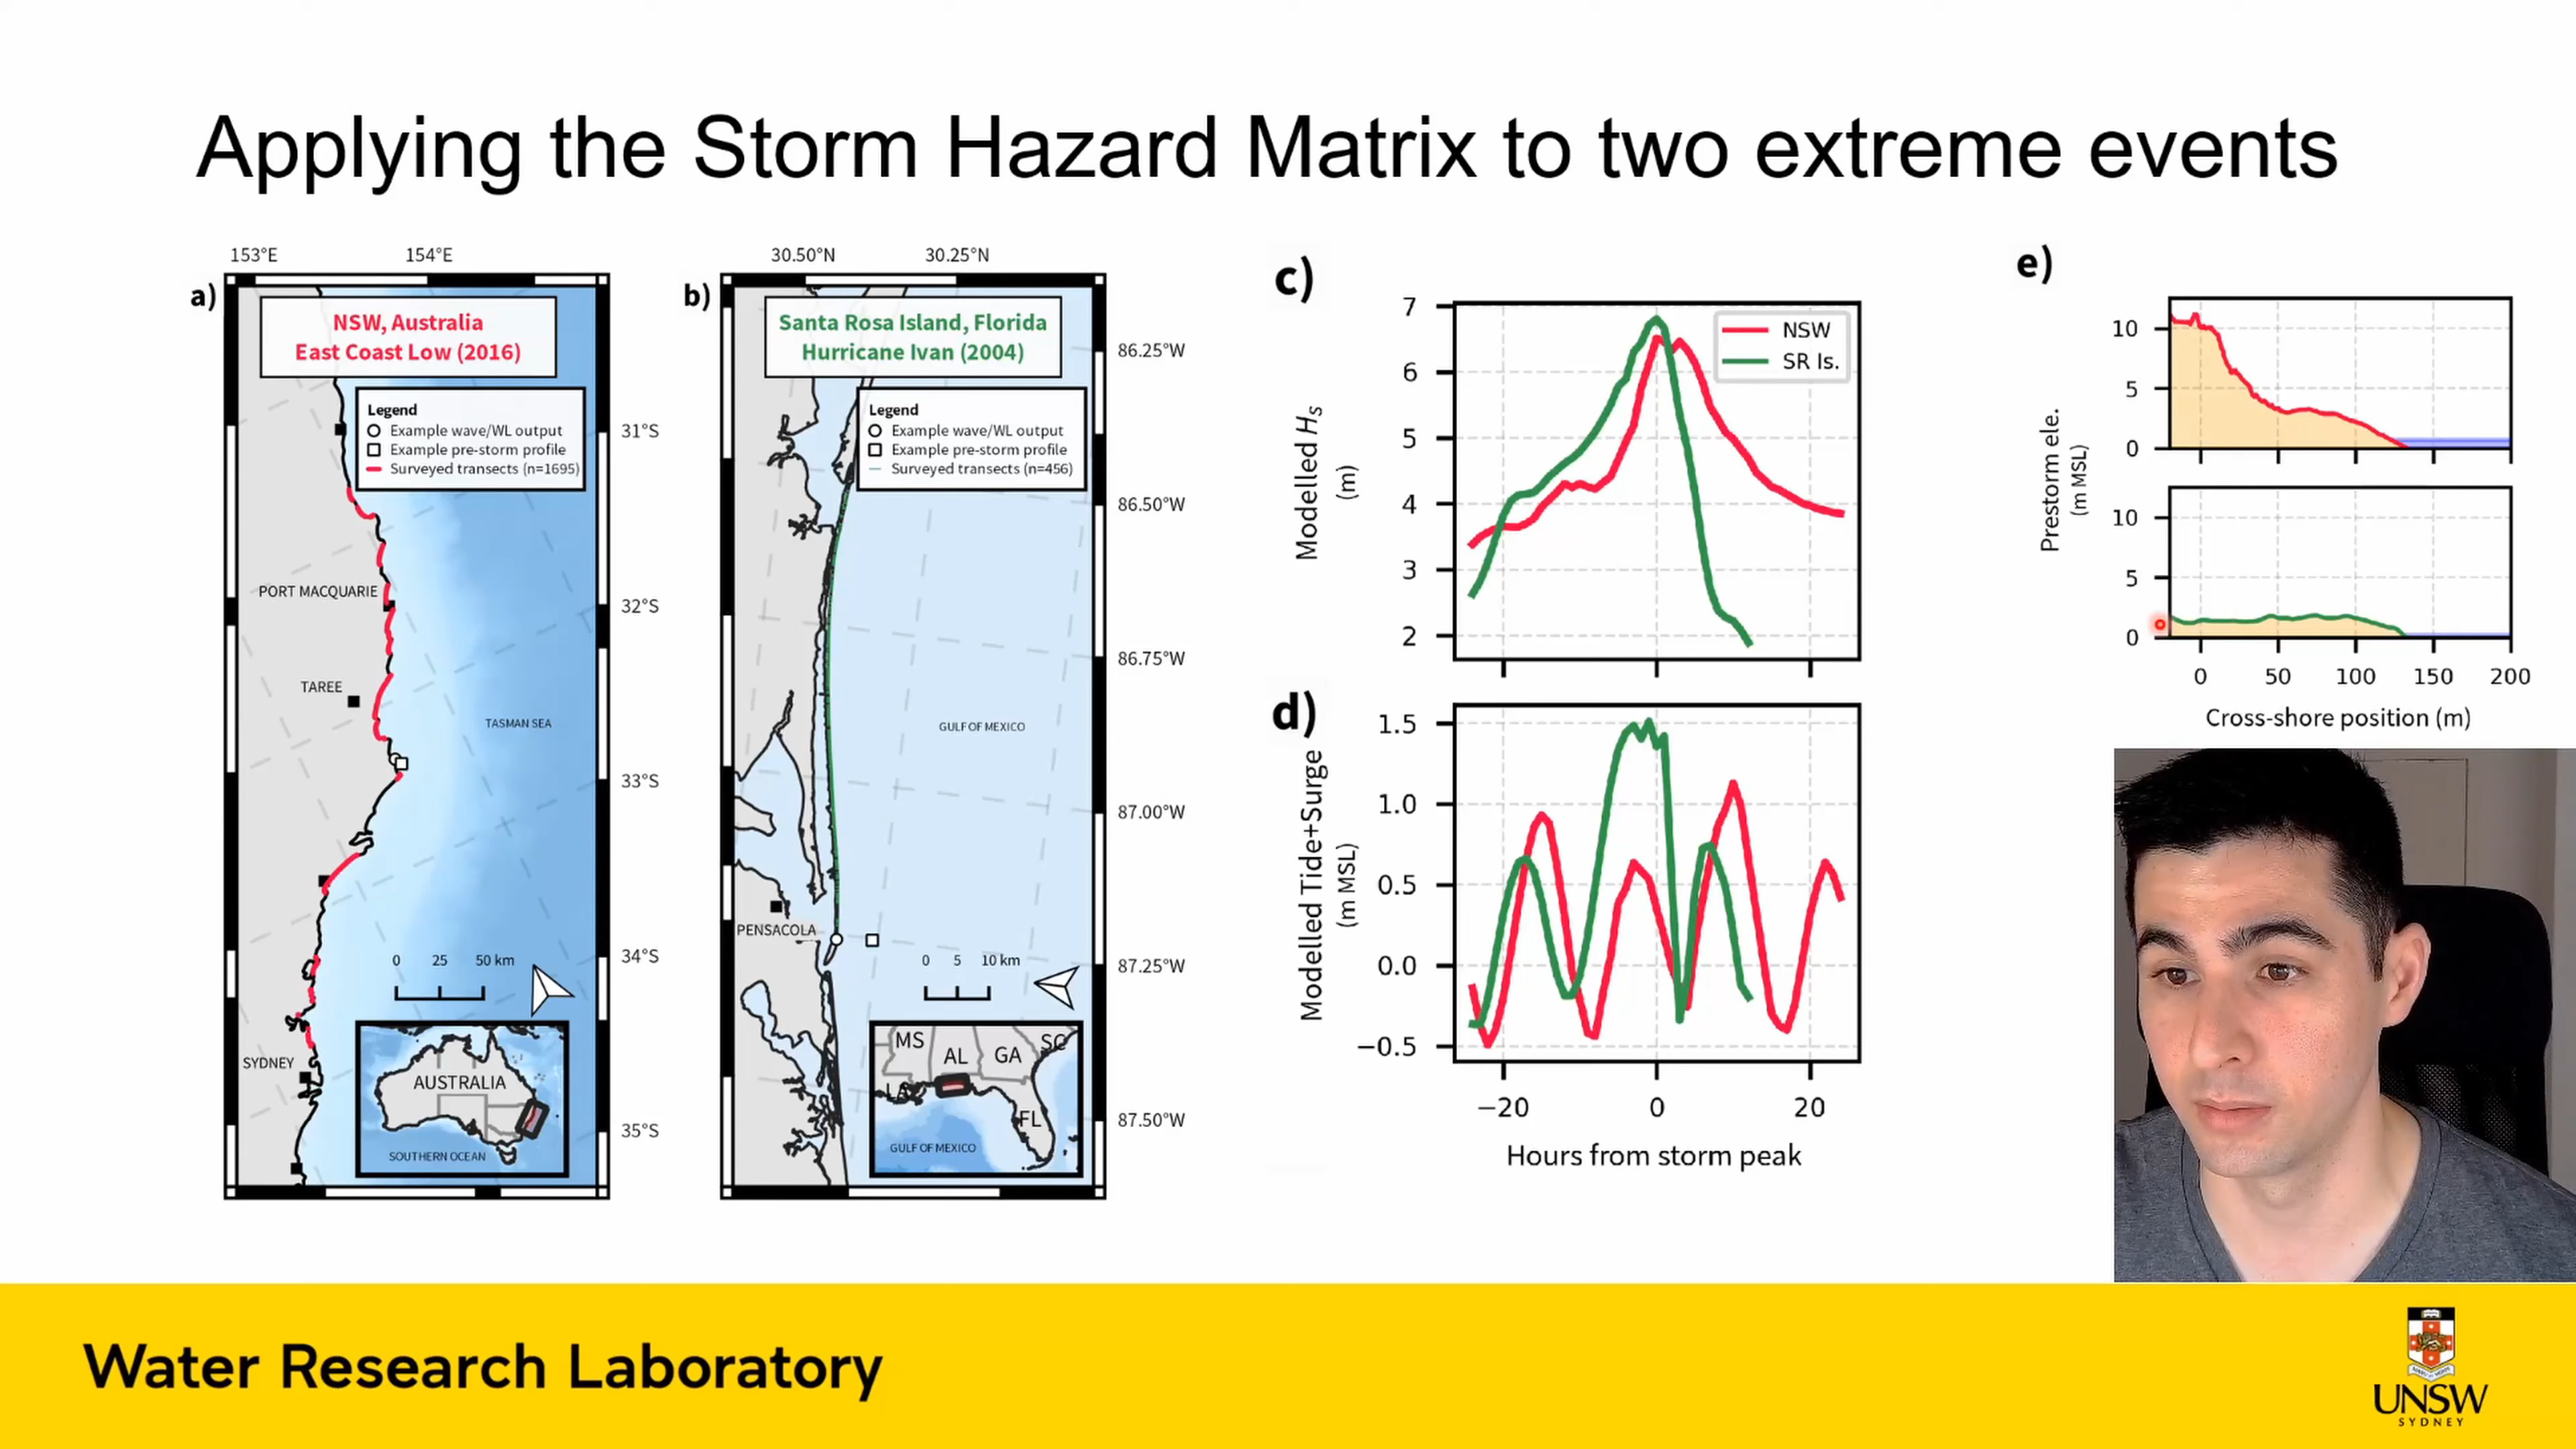 Applying the Storm Hazard Matrix to two extreme events
a)
153°E
154°E
NSW, Australia
East Coast Low (2016)
Legend
Example wave/WL output
Example pre-storm profile
Surveyed transects (n=1695)
31°S
32°S
33°S
34°S
35°S
PORT MACQUARIE
TAREE
TASMAN SEA
SYDNEY
0 25 50 km
AUSTRALIA
SOUTHERN OCEAN
b)
30.50°N
30.25°N
Santa Rosa Island, Florida
Hurricane Ivan (2004)
Legend
Example wave/WL output
Example pre-storm profile
Surveyed transects (n=456)
86.25°W
86.50°W
86.75°W
87.00°W
87.25°W
87.50°W
GULF OF MEXICO
PENSACOLA
0 5 10 km
MS
AL
GA
SC
LA
FL
GULF OF MEXICO
c)
Modelled Hs
(m)
7
6
5
4
3
2
NSW
SR Is.
d)
Modelled Tide+Surge
(m MSL)
1.5
1.0
0.5
0.0
−0.5
−20 0 20
Hours from storm peak
e)
Prestorm ele.
(m MSL)
10
5
0
10
5
0
0 50 100 150 200
Cross-shore position (m)
Water Research Laboratory
UNSW
SYDNEY